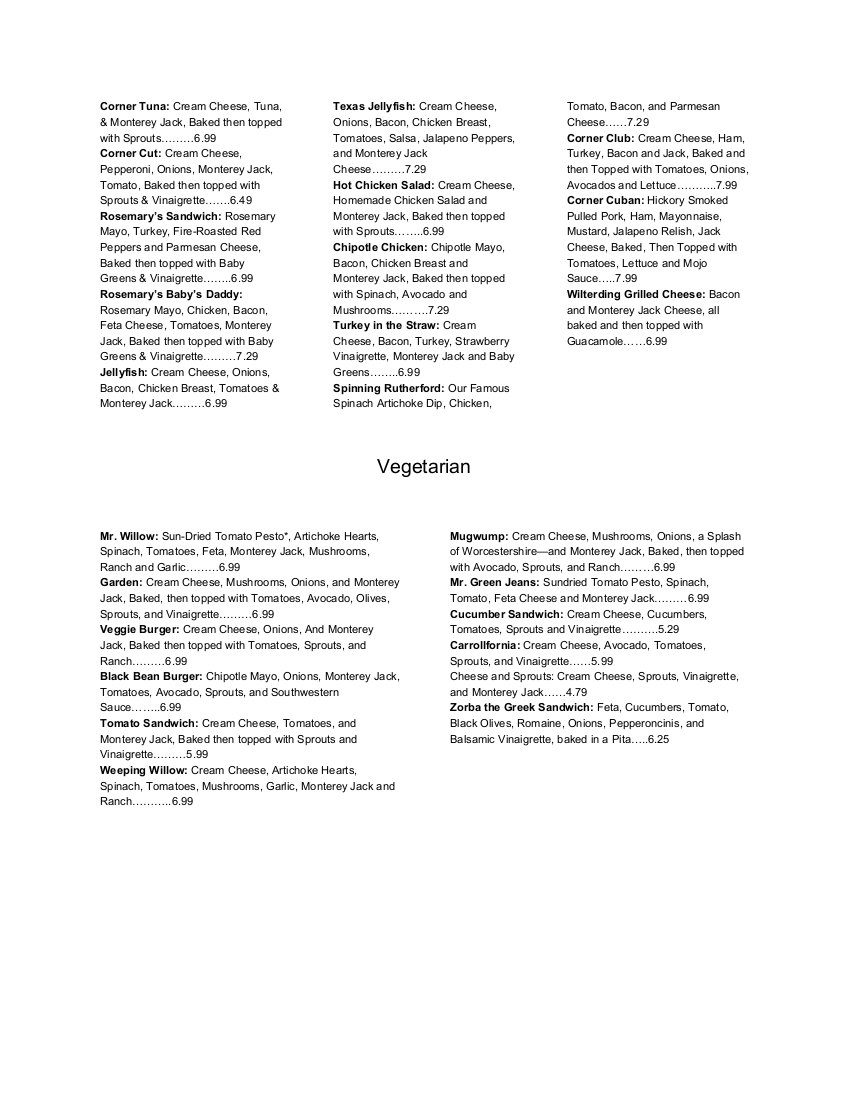 Corner Tuna: Cream Cheese, Tuna,
& Monterey Jack, Baked then topped
with Sprouts………6.99
Corner Cut: Cream Cheese,
Pepperoni, Onions, Monterey Jack,
Tomato, Baked then topped with
Sprouts & Vinaigrette…….6.49
Rosemary's Sandwich: Rosemary
Mayo, Turkey, Fire-Roasted Red
Peppers and Parmesan Cheese,
Baked then topped with Baby
Greens & Vinaigrette……..6.99
Rosemary's Baby's Daddy:
Rosemary Mayo, Chicken, Bacon,
Feta Cheese, Tomatoes, Monterey
Jack, Baked then topped with Baby
Greens & Vinaigrette………7.29
Jellyfish: Cream Cheese, Onions,
Bacon, Chicken Breast, Tomatoes &
Monterey Jack………6.99
Texas Jellyfish: Cream Cheese,
Onions, Bacon, Chicken Breast,
Tomatoes, Salsa, Jalapeno Peppers,
and Monterey Jack
Cheese………7.29
Hot Chicken Salad: Cream Cheese,
Homemade Chicken Salad and
Monterey Jack, Baked then topped
with Sprouts……..6.99
Chipotle Chicken: Chipotle Mayo,
Bacon, Chicken Breast and
Monterey Jack, Baked then topped
with Spinach, Avocado and
Mushrooms……….7.29
Turkey in the Straw: Cream
Cheese, Bacon, Turkey, Strawberry
Vinaigrette, Monterey Jack and Baby
Greens……..6.99
Spinning Rutherford: Our Famous
Spinach Artichoke Dip, Chicken,
Tomato, Bacon, and Parmesan
Cheese……7.29
Corner Club: Cream Cheese, Ham,
Turkey, Bacon and Jack, Baked and
then Topped with Tomatoes, Onions,
Avocados and Lettuce………..7.99
Corner Cuban: Hickory Smoked
Pulled Pork, Ham, Mayonnaise,
Mustard, Jalapeno Relish, Jack
Cheese, Baked, Then Topped with
Tomatoes, Lettuce and Mojo
Sauce…..7.99
Wilterding Grilled Cheese: Bacon
and Monterey Jack Cheese, all
baked and then topped with
Guacamole……6.99
Vegetarian
Mr. Willow: Sun-Dried Tomato Pesto*, Artichoke Hearts,
Spinach, Tomatoes, Feta, Monterey Jack, Mushrooms,
Ranch and Garlic………6.99
Garden: Cream Cheese, Mushrooms, Onions, and Monterey
Jack, Baked, then topped with Tomatoes, Avocado, Olives,
Sprouts, and Vinaigrette………6.99
Veggie Burger: Cream Cheese, Onions, And Monterey
Jack, Baked then topped with Tomatoes, Sprouts, and
Ranch………6.99
Black Bean Burger: Chipotle Mayo, Onions, Monterey Jack,
Tomatoes, Avocado, Sprouts, and Southwestern
Sauce……..6.99
Tomato Sandwich: Cream Cheese, Tomatoes, and
Monterey Jack, Baked then topped with Sprouts and
Vinaigrette………5.99
Weeping Willow: Cream Cheese, Artichoke Hearts,
Spinach, Tomatoes, Mushrooms, Garlic, Monterey Jack and
Ranch………..6.99
Mugwump: Cream Cheese, Mushrooms, Onions, a Splash
of Worcestershire—and Monterey Jack, Baked, then topped
with Avocado, Sprouts, and Ranch………6.99
Mr. Green Jeans: Sundried Tomato Pesto, Spinach,
Tomato, Feta Cheese and Monterey Jack………6.99
Cucumber Sandwich: Cream Cheese, Cucumbers,
Tomatoes, Sprouts and Vinaigrette……….5.29
Carrollfornia: Cream Cheese, Avocado, Tomatoes,
Sprouts, and Vinaigrette……5.99
Cheese and Sprouts: Cream Cheese, Sprouts, Vinaigrette,
and Monterey Jack……4.79
Zorba the Greek Sandwich: Feta, Cucumbers, Tomato,
Black Olives, Romaine, Onions, Pepperoncinis, and
Balsamic Vinaigrette, baked in a Pita…..6.25